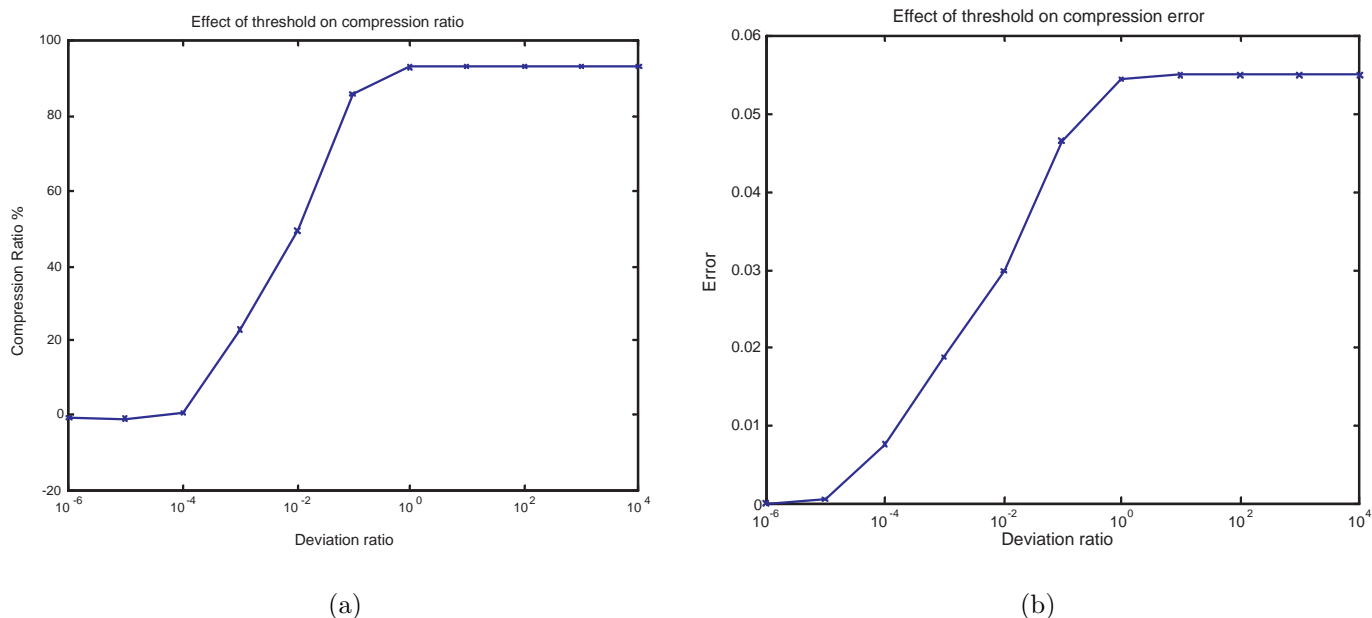 Effect of threshold on compression ratio
100
80
60
40
20
0
-20
Compression Ratio %
10^-6 10^-4 10^-2 10^0 10^2 10^4
Deviation ratio
(a)
Effect of threshold on compression error
0.06
0.05
0.04
0.03
0.02
0.01
0
Error
10^-6 10^-4 10^-2 10^0 10^2 10^4
Deviation ratio
(b)